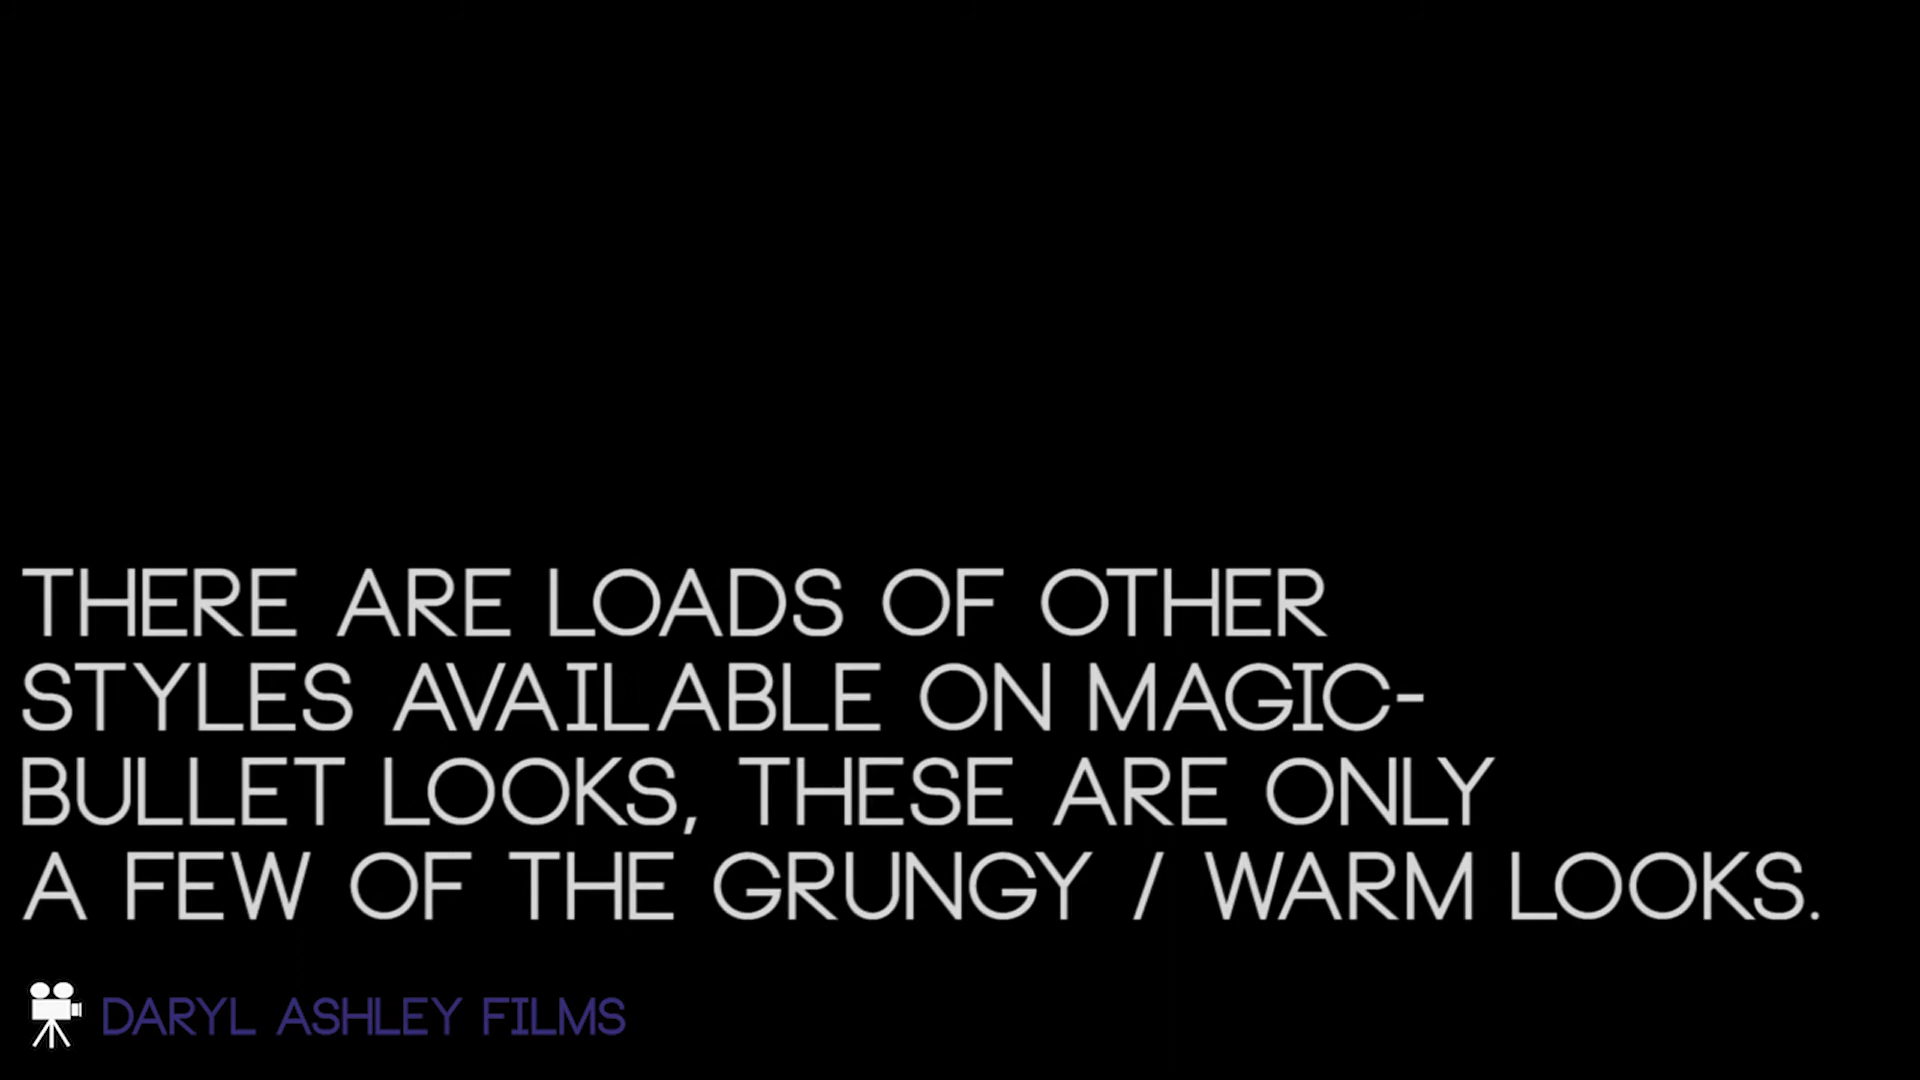 THERE ARE LOADS OF OTHER
STYLES AVAILABLE ON MAGIC-
BULLET LOOKS, THESE ARE ONLY
A FEW OF THE GRUNGY / WARM LOOKS.
DARYL ASHLEY FILMS